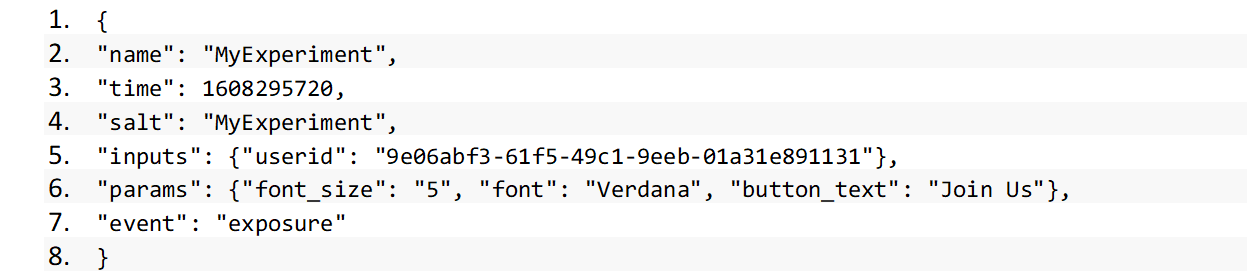 1. {
2. "name": "MyExperiment",
3. "time": 1608295720,
4. "salt": "MyExperiment",
5. "inputs": {"userid": "9e06abf3-61f5-49c1-9eeb-01a31e891131"},
6. "params": {"font_size": "5", "font": "Verdana", "button_text": "Join Us"},
7. "event": "exposure"
8. }